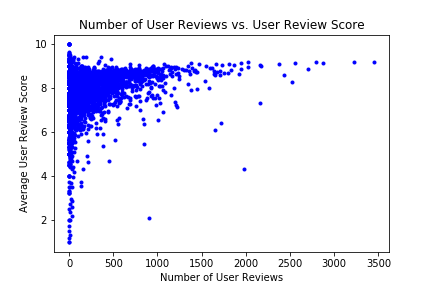 Number of User Reviews vs. User Review Score
Average User Review Score
10
8
6
4
2
0 500 1000 1500 2000 2500 3000 3500
Number of User Reviews